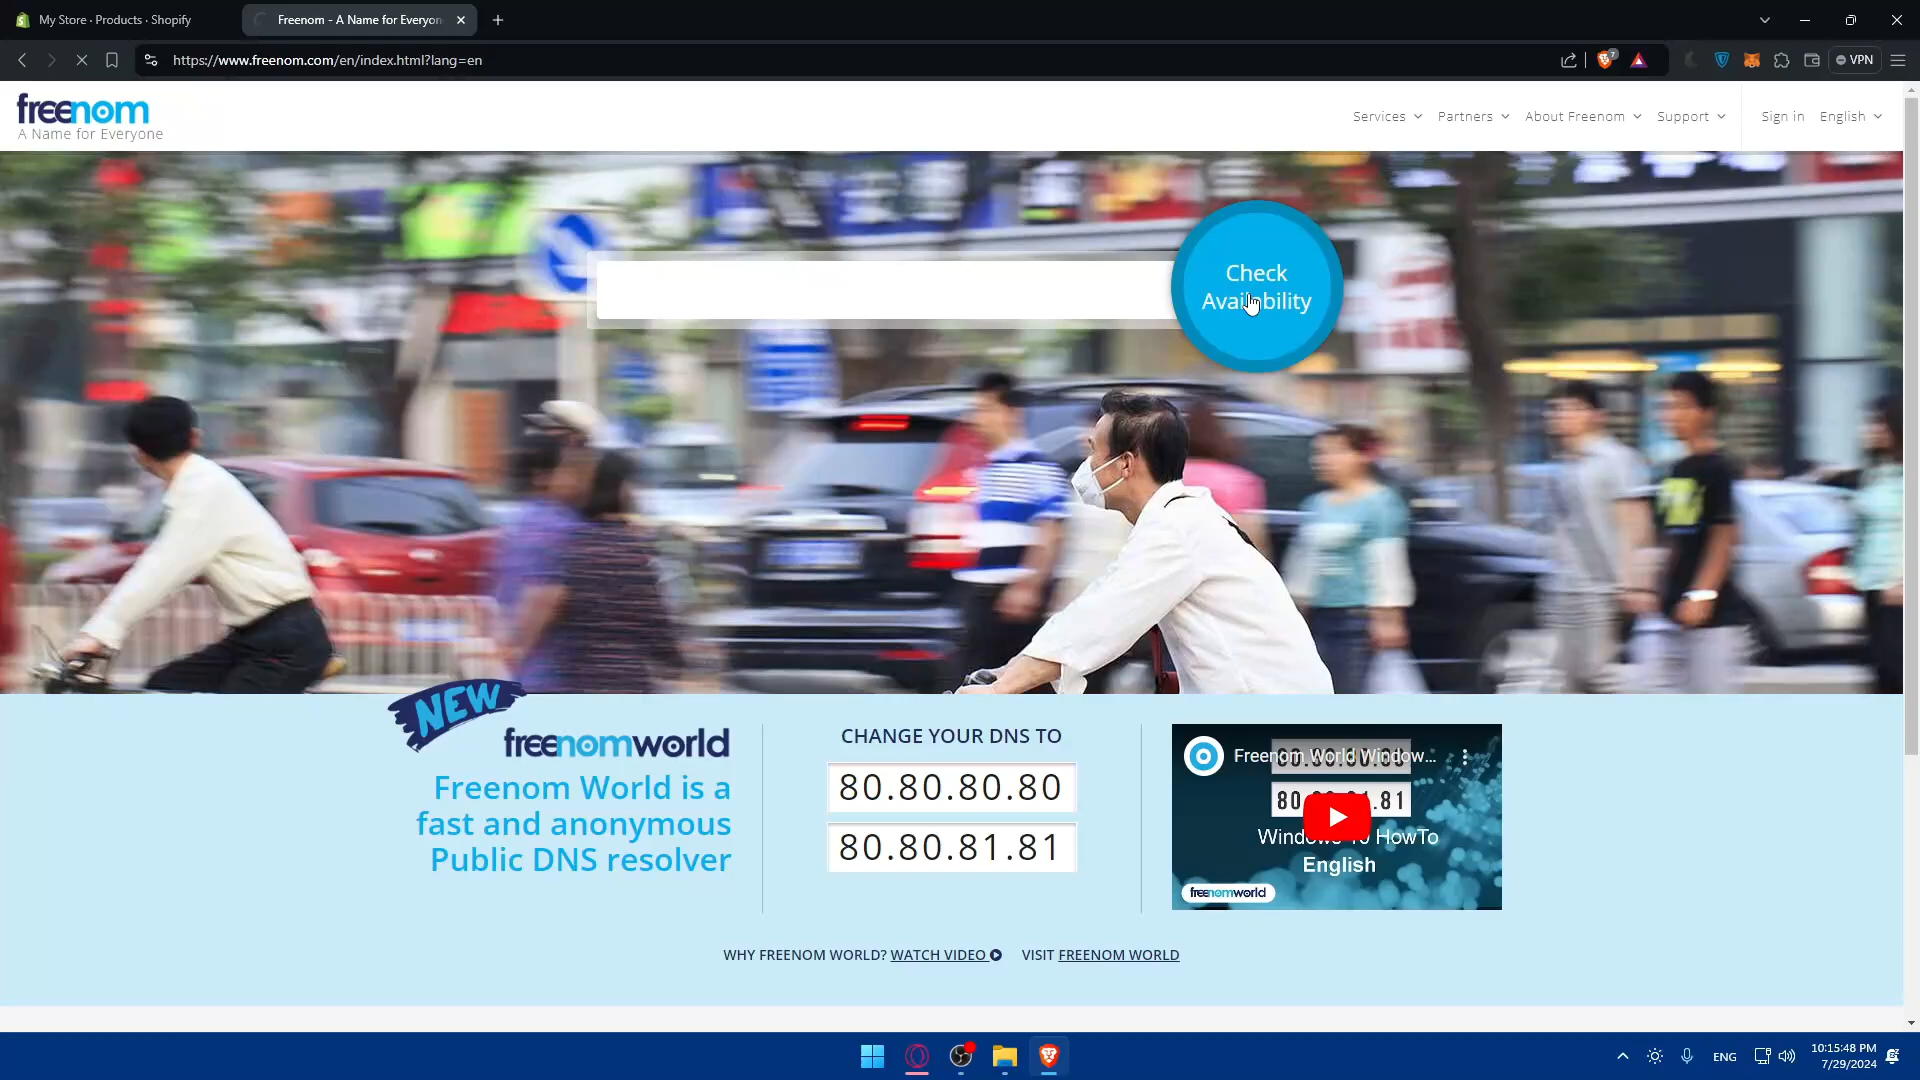 My Store · Products · Shopify
Freenom - A Name for Everyon
https://www.freenom.com/en/index.html?lang=en
VPN
freenom
A Name for Everyone
Services
Partners
About Freenom
Support
Sign in
English
Check
Availability
NEW
freenomworld
Freenom World is a
fast and anonymous
Public DNS resolver
CHANGE YOUR DNS TO
80.80.80.80
80.80.81.81
Freenom World Window...
Windows 10 HowTo
English
freenomworld
WHY FREENOM WORLD? WATCH VIDEO
VISIT FREENOM WORLD
ENG
10:15:48 PM
7/29/2024